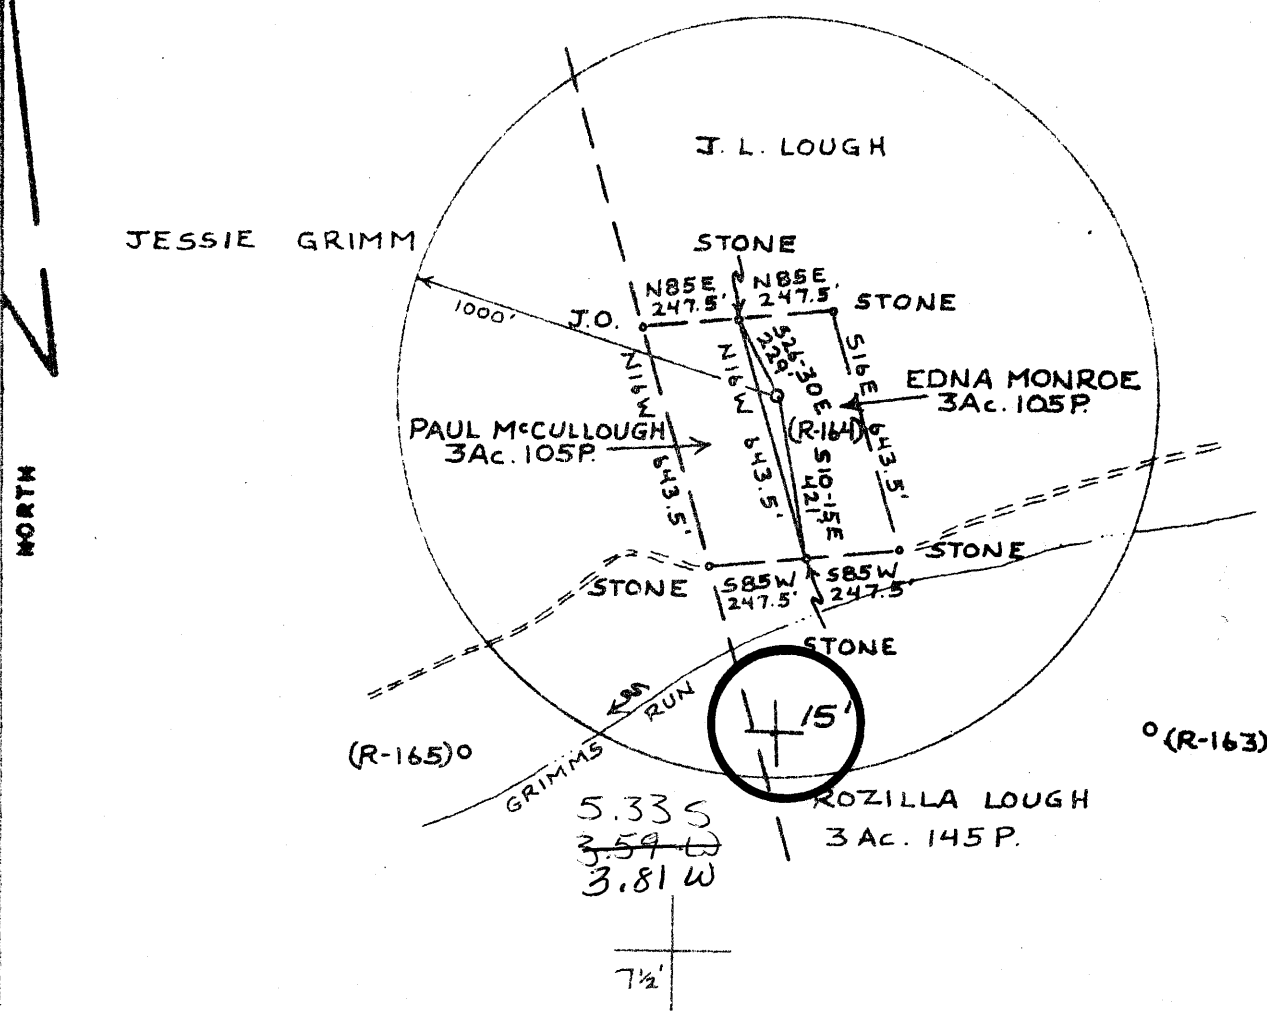 J. L. LOUGH
JESSIE GRIMM
STONE
N85E
247.5'
N85E
247.5'
STONE
1000'
J.O.
S26-30E
229'
N16W
643.5'
N16W
643.5'
S16E
643.5'
EDNA MONROE
3Ac. 105P.
(R-164)
PAUL McCULLOUGH
3Ac. 105P.
S10-15E
421'
NORTH
STONE
STONE
S85W
247.5'
S85W
247.5'
STONE
15'
GRIMMS RUN
(R-165)
(R-163)
ROZILLA LOUGH
3 Ac. 145 P.
5.33 S
3.59 W
3.81 W
7½'